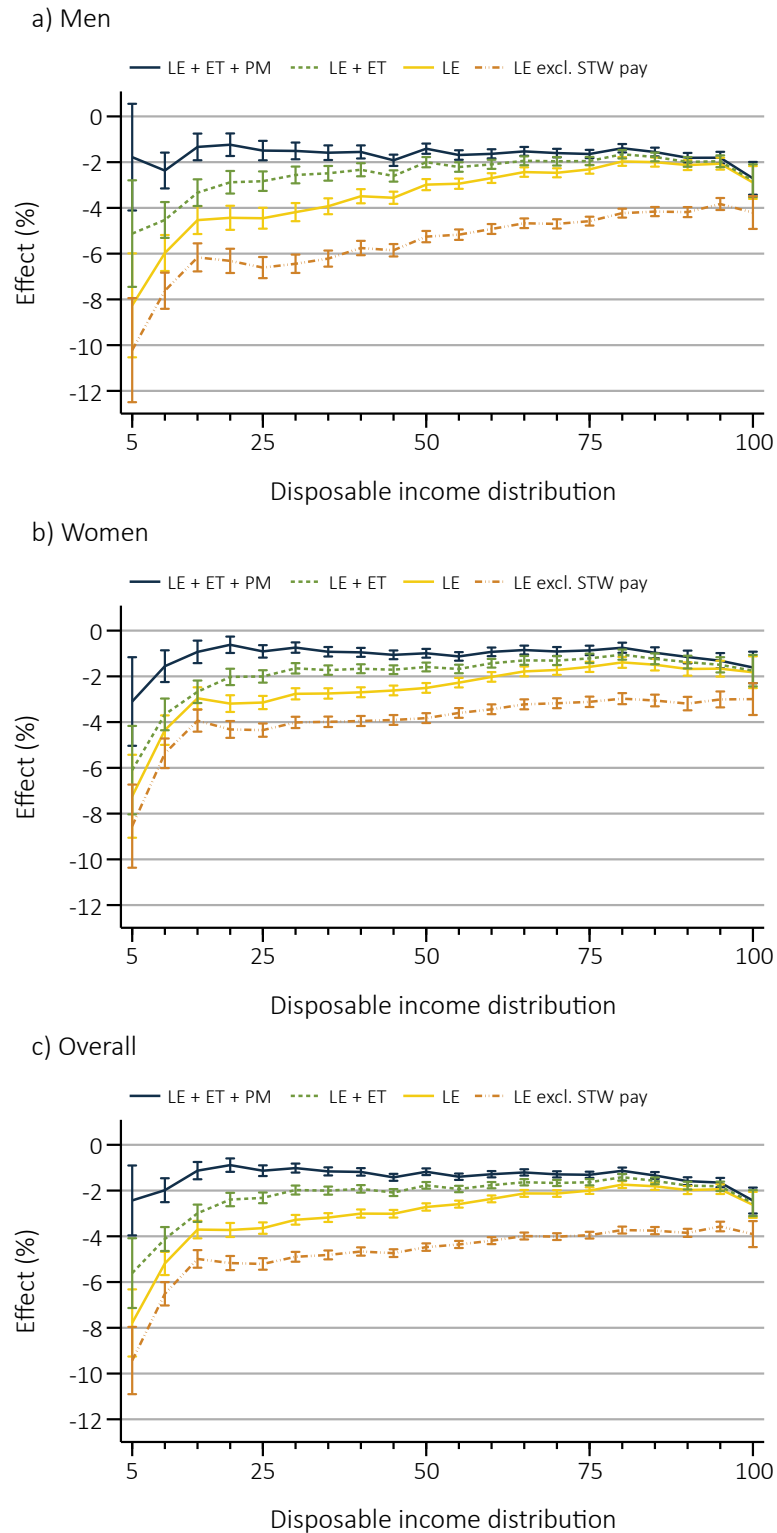 a) Men
LE + ET + PM LE + ET LE LE excl. STW pay
0
-2
-4
-6
-8
-10
-12
Effect (%)
5 25 50 75 100
Disposable income distribution
b) Women
LE + ET + PM LE + ET LE LE excl. STW pay
0
-2
-4
-6
-8
-10
-12
Effect (%)
5 25 50 75 100
Disposable income distribution
c) Overall
LE + ET + PM LE + ET LE LE excl. STW pay
0
-2
-4
-6
-8
-10
-12
Effect (%)
5 25 50 75 100
Disposable income distribution